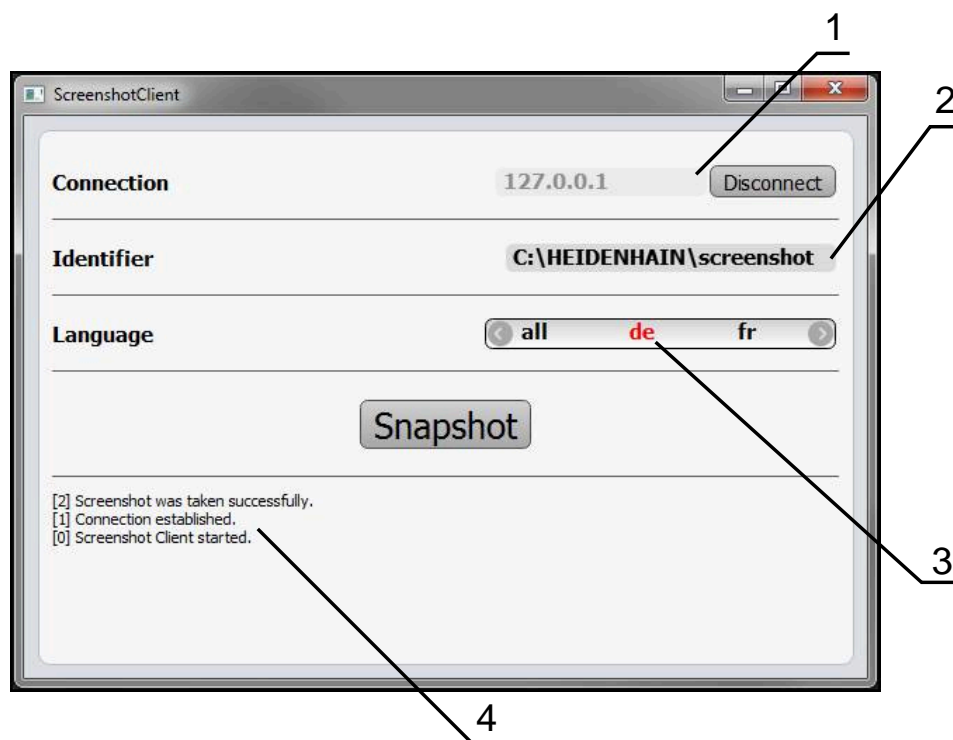 1
ScreenshotClient
2
Connection 127.0.0.1 Disconnect
Identifier C:\HEIDENHAIN\screenshot
Language all de fr
Snapshot
[2] Screenshot was taken successfully.
[1] Connection established.
[0] Screenshot Client started.
3
4